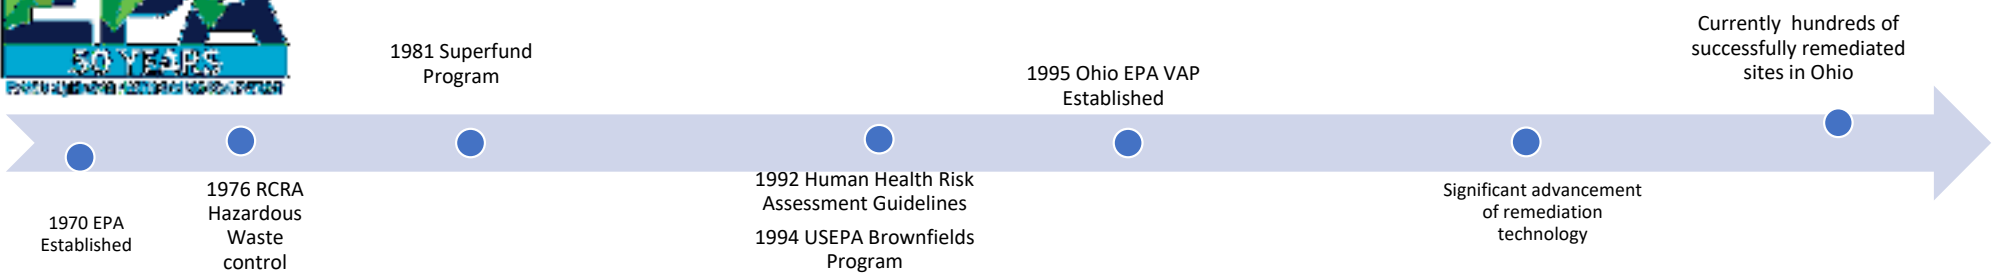 EPA
50 YEARS
1970 EPA
Established
1976 RCRA
Hazardous
Waste
control
1981 Superfund
Program
1992 Human Health Risk
Assessment Guidelines
1994 USEPA Brownfields
Program
1995 Ohio EPA VAP
Established
Significant advancement
of remediation
technology
Currently  hundreds of
successfully remediated
sites in Ohio